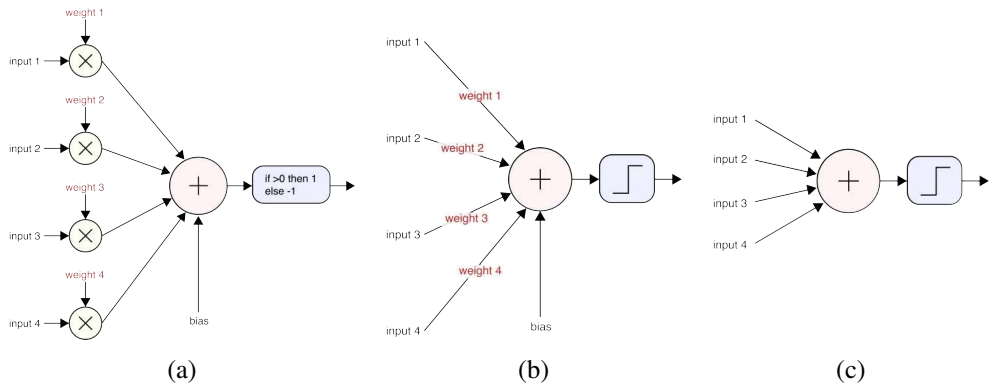 weight 1
input 1
weight 2
input 2
weight 3
input 3
weight 4
input 4
if >0 then 1
else -1
bias
(a)
input 1
weight 1
input 2
weight 2
weight 3
input 3
weight 4
input 4
bias
(b)
input 1
input 2
input 3
input 4
(c)